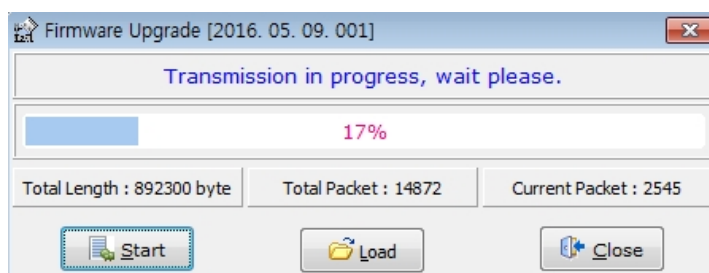 Firmware Upgrade [2016. 05. 09. 001]
Transmission in progress, wait please.
17%
Total Length : 892300 byte Total Packet : 14872 Current Packet : 2545
Start Load Close